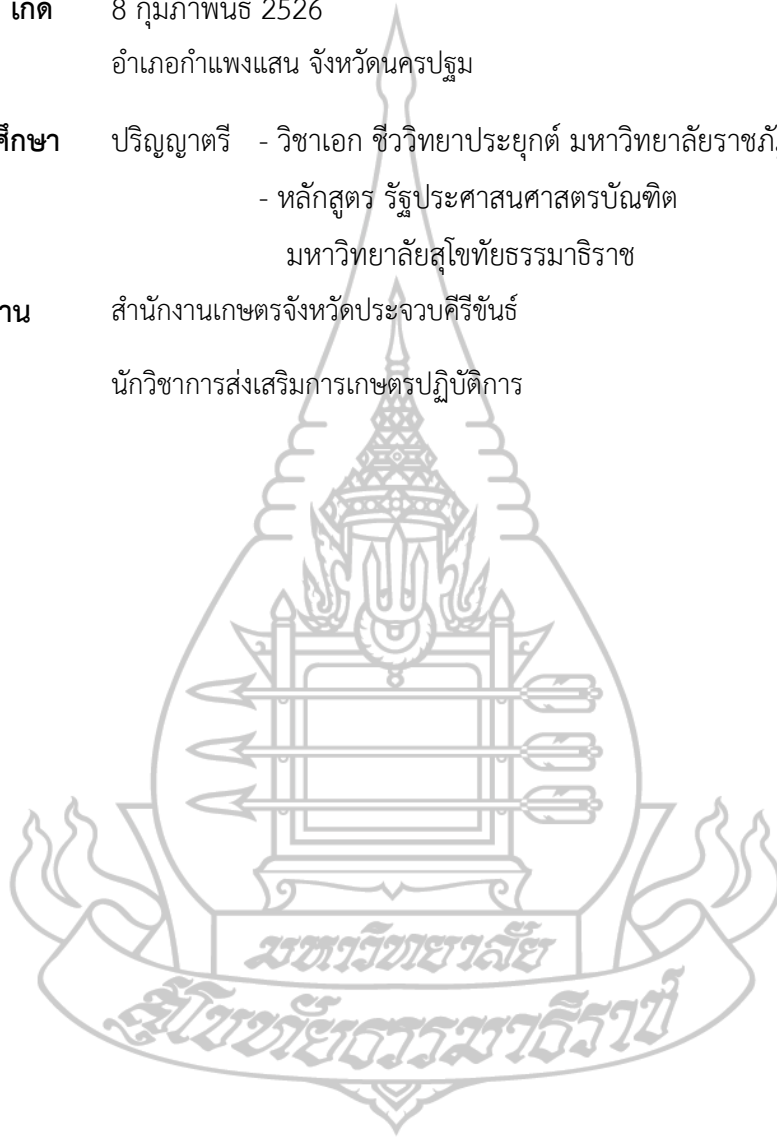 เกิด 8 กุมภาพันธ์ 2526
อำเภอกำแพงแสน จังหวัดนครปฐม
ศึกษา ปริญญาตรี - วิชาเอก ชีววิทยาประยุกต์ มหาวิทยาลัยราชภั
- หลักสูตร รัฐประศาสนศาสตรบัณฑิต
มหาวิทยาลัยสุโขทัยธรรมาธิราช
าน สำนักงานเกษตรจังหวัดประจวบคีรีขันธ์
นักวิชาการส่งเสริมการเกษตรปฏิบัติการ
มหาวิทยาลัย
สุโขทัยธรรมาธิราช